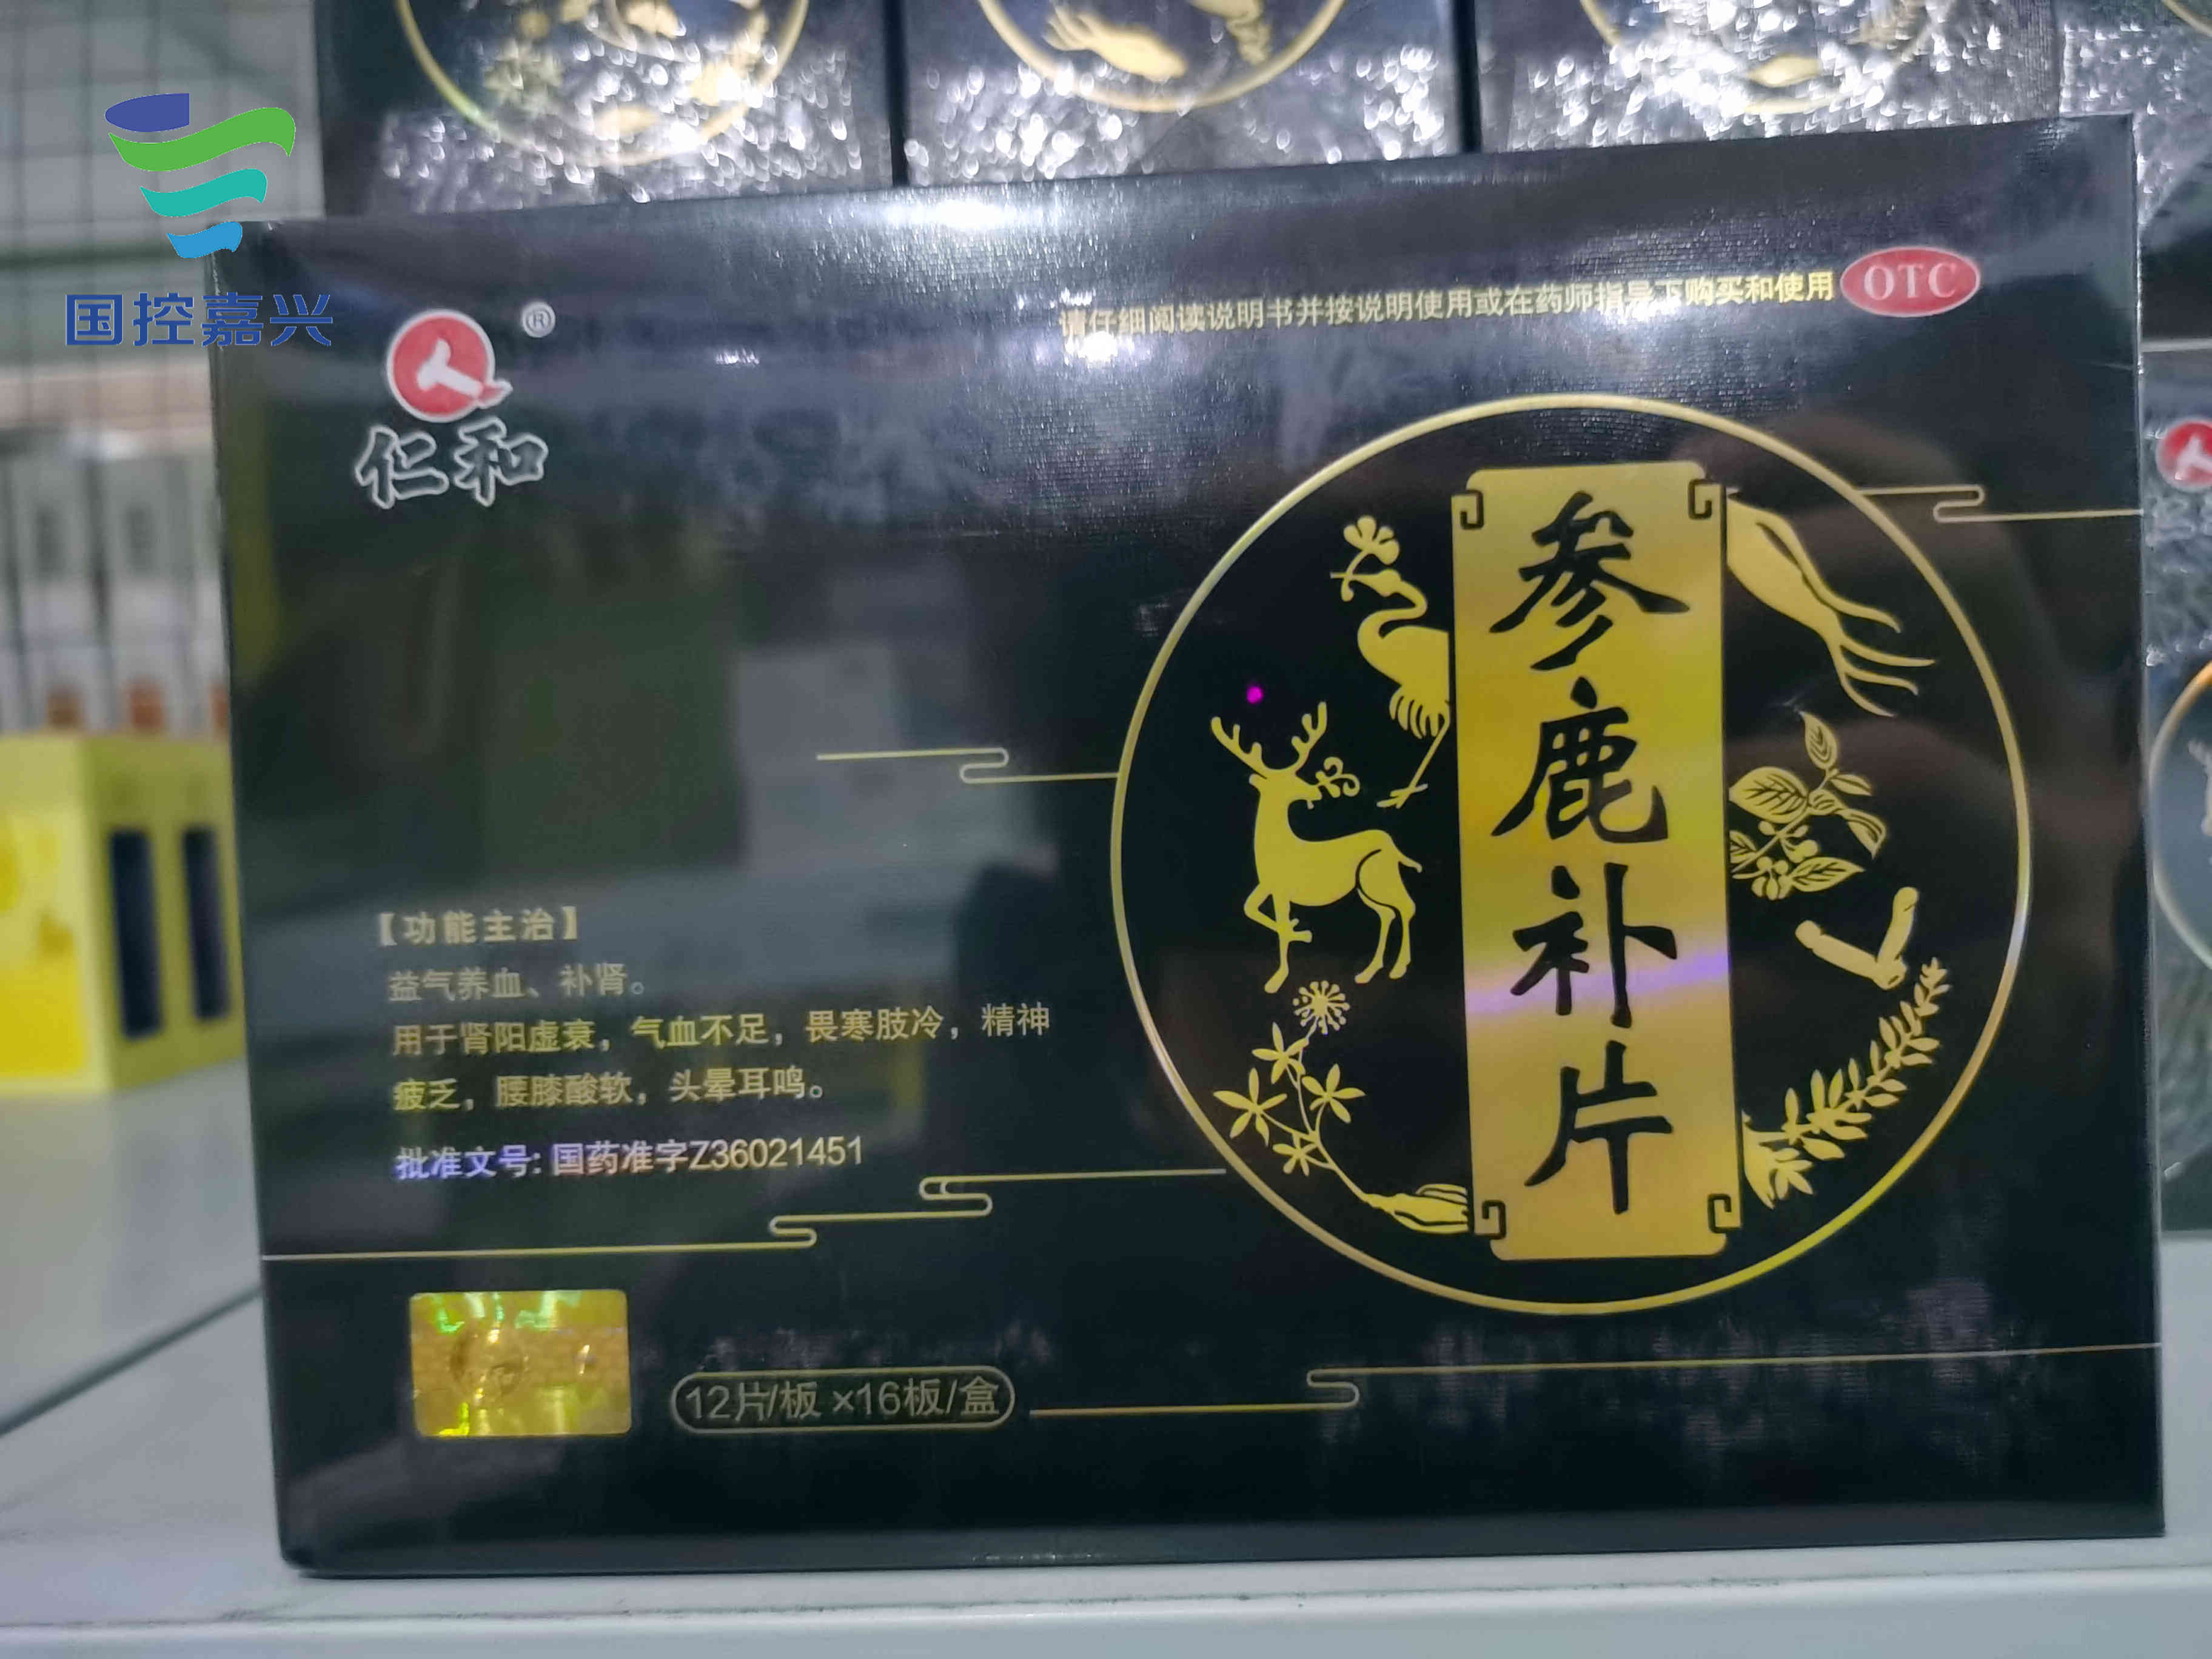 国控嘉兴
仁和
®
请仔细阅读说明书并按说明使用或在药师指导下购买和使用
OTC
参鹿补片
【功能主治】
益气养血、补肾。
用于肾阳虚衰，气血不足，畏寒肢冷，精神
疲乏，腰膝酸软，头晕耳鸣。
批准文号: 国药准字Z36021451
12片/板 ×16板/盒